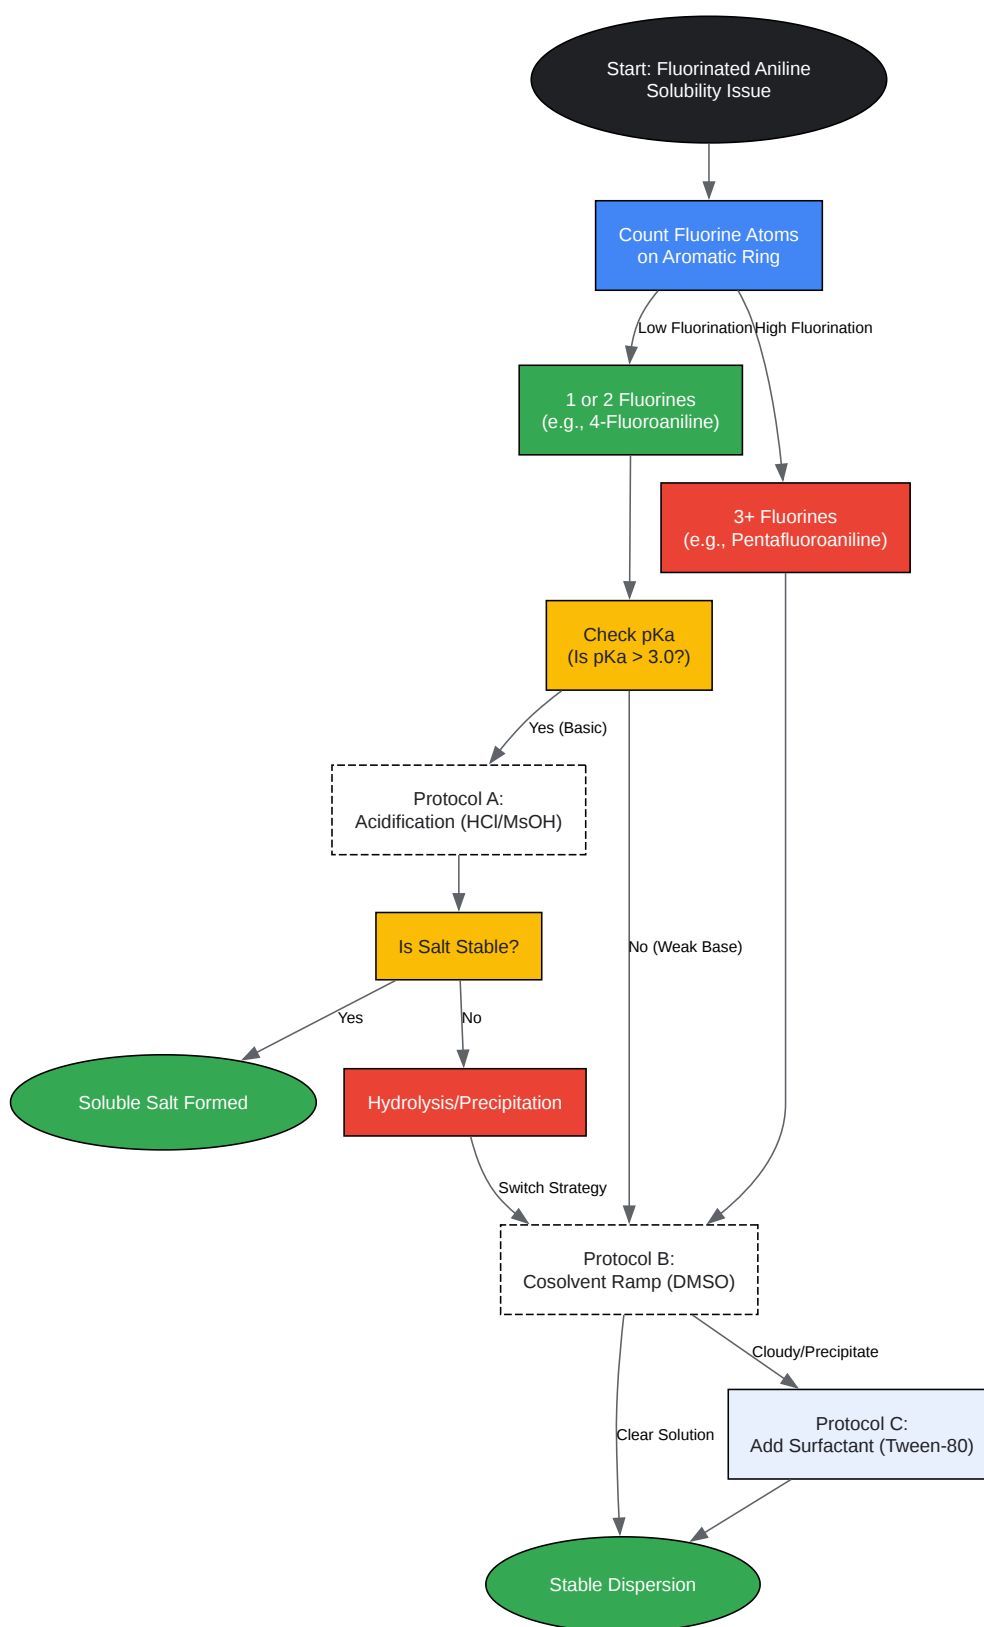 Start: Fluorinated Aniline
Solubility Issue
Count Fluorine Atoms
on Aromatic Ring
Low Fluorination
High Fluorination
1 or 2 Fluorines
(e.g., 4-Fluoroaniline)
3+ Fluorines
(e.g., Pentafluoroaniline)
Check pKa
(Is pKa > 3.0?)
Yes (Basic)
Protocol A:
Acidification (HCl/MsOH)
Is Salt Stable?
No (Weak Base)
Yes
No
Soluble Salt Formed
Hydrolysis/Precipitation
Switch Strategy
Protocol B:
Cosolvent Ramp (DMSO)
Cloudy/Precipitate
Protocol C:
Add Surfactant (Tween-80)
Clear Solution
Stable Dispersion